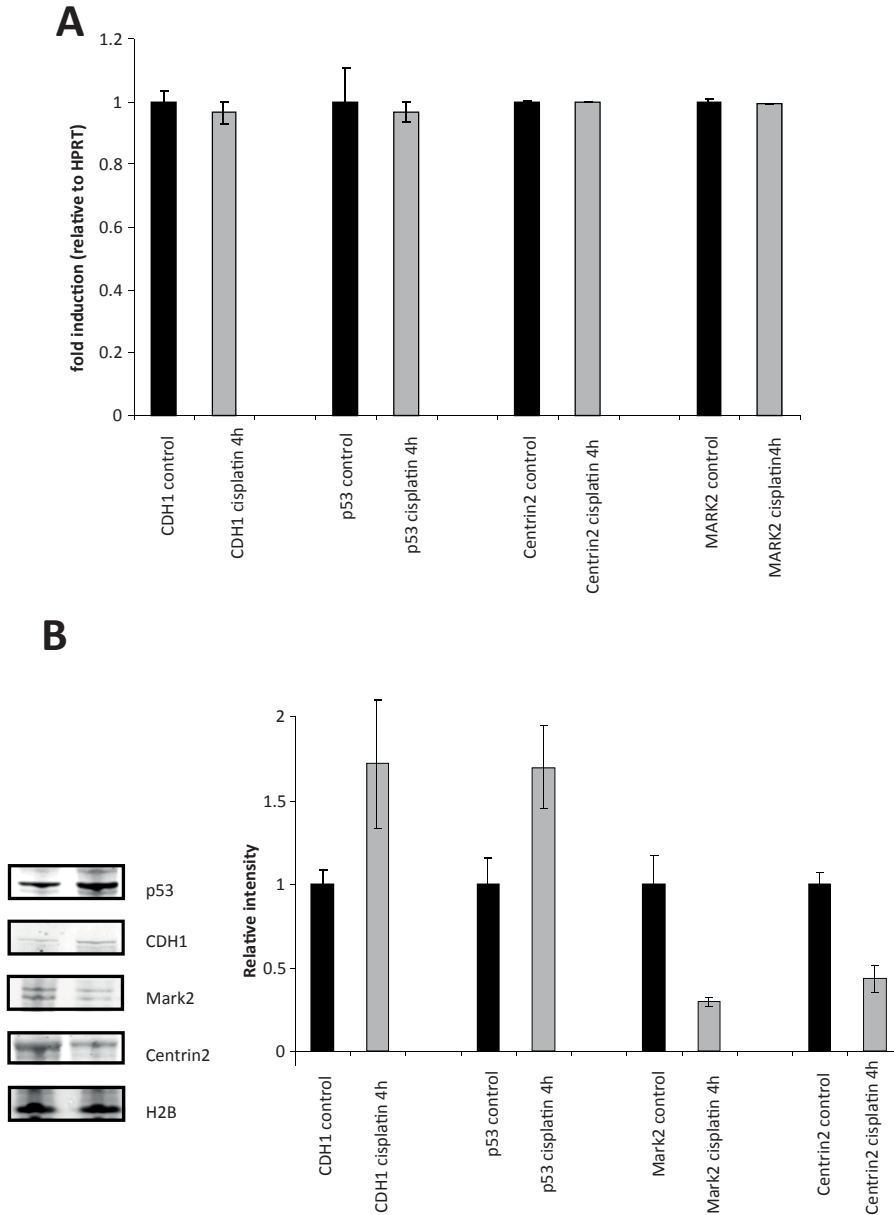 A
fold induction (relative to HPRT)
1.2
1
0.8
0.6
0.4
0.2
0
CDH1 control
CDH1 cisplatin 4h
p53 control
p53 cisplatin 4h
Centrin2 control
Centrin2 cisplatin 4h
MARK2 control
MARK2 cisplatin4h
B
p53
CDH1
Mark2
Centrin2
H2B
Relative intensity
2
1.5
1
0.5
0
CDH1 control
CDH1 cisplatin 4h
p53 control
p53 cisplatin 4h
Mark2 control
Mark2 cisplatin 4h
Centrin2 control
Centrin2 cisplatin 4h